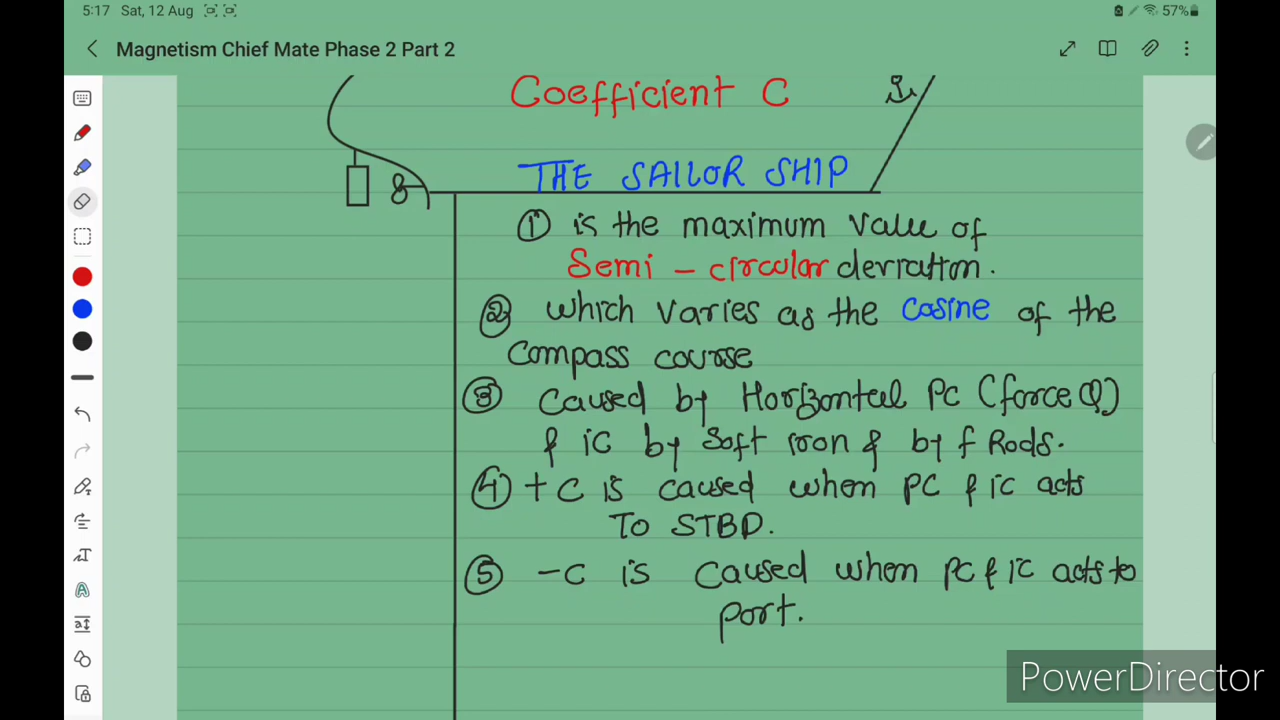 5:17 Sat, 12 Aug 57%
Magnetism Chief Mate Phase 2 Part 2
Coefficient C
THE SAILOR SHIP
① is the maximum value of
Semi - circular deviation.
② which varies as the cosine of the
Compass course
③ Caused by Horizontal PC (force Q)
& ic by Soft iron & by f Rods.
④ + C is caused when PC & ic acts
To STBD.
⑤ - C is caused when PC & ic acts to
port.
PowerDirector